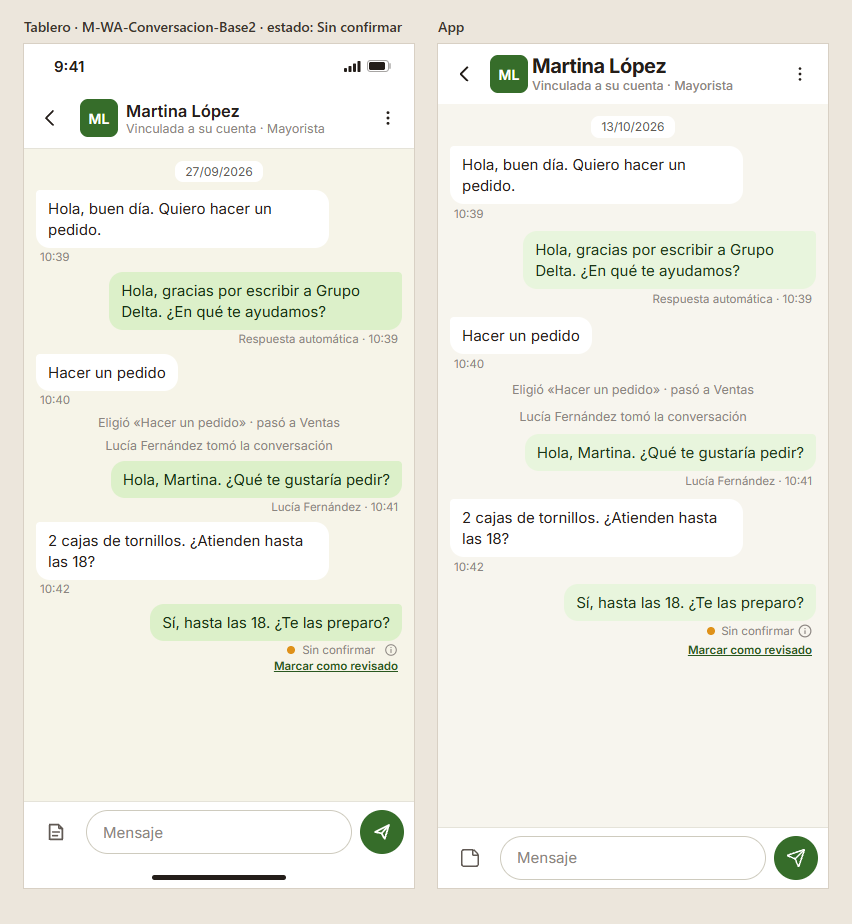 Tablero · M-WA-Conversacion-Base2 · estado: Sin confirmar
9:41
ML
Martina López
Vinculada a su cuenta · Mayorista
27/09/2026
Hola, buen día. Quiero hacer un
pedido.
10:39
Hola, gracias por escribir a Grupo
Delta. ¿En qué te ayudamos?
Respuesta automática · 10:39
Hacer un pedido
10:40
Eligió «Hacer un pedido» · pasó a Ventas
Lucía Fernández tomó la conversación
Hola, Martina. ¿Qué te gustaría pedir?
Lucía Fernández · 10:41
2 cajas de tornillos. ¿Atienden hasta
las 18?
10:42
Sí, hasta las 18. ¿Te las preparo?
Sin confirmar
Marcar como revisado
Mensaje
App
ML
Martina López
Vinculada a su cuenta · Mayorista
13/10/2026
Hola, buen día. Quiero hacer un
pedido.
10:39
Hola, gracias por escribir a Grupo
Delta. ¿En qué te ayudamos?
Respuesta automática · 10:39
Hacer un pedido
10:40
Eligió «Hacer un pedido» · pasó a Ventas
Lucía Fernández tomó la conversación
Hola, Martina. ¿Qué te gustaría pedir?
Lucía Fernández · 10:41
2 cajas de tornillos. ¿Atienden hasta
las 18?
10:42
Sí, hasta las 18. ¿Te las preparo?
Sin confirmar
Marcar como revisado
Mensaje